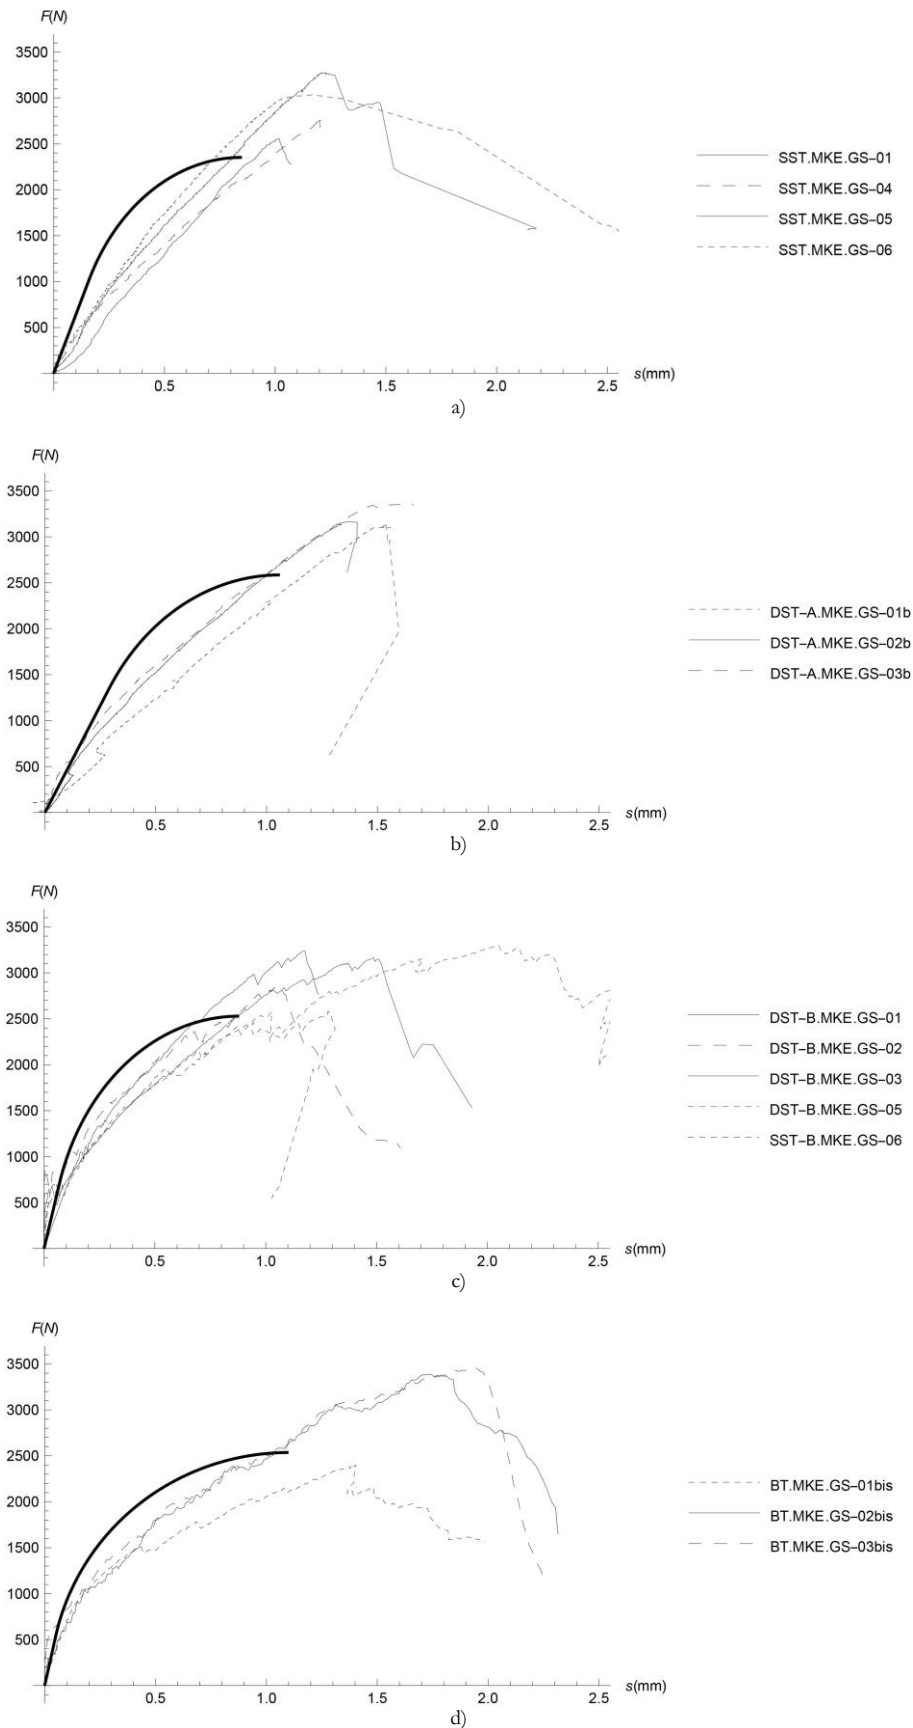 F(N)
3500
3000
2500
2000
1500
1000
500
0.5 1.0 1.5 2.0 2.5
s(mm)
SST.MKE.GS–01
SST.MKE.GS–04
SST.MKE.GS–05
SST.MKE.GS–06
a)
F(N)
3500
3000
2500
2000
1500
1000
500
0.5 1.0 1.5 2.0 2.5
s(mm)
DST–A.MKE.GS–01b
DST–A.MKE.GS–02b
DST–A.MKE.GS–03b
b)
F(N)
3500
3000
2500
2000
1500
1000
500
0.5 1.0 1.5 2.0 2.5
s(mm)
DST–B.MKE.GS–01
DST–B.MKE.GS–02
DST–B.MKE.GS–03
DST–B.MKE.GS–05
SST–B.MKE.GS–06
c)
F(N)
3500
3000
2500
2000
1500
1000
500
0.5 1.0 1.5 2.0 2.5
s(mm)
BT.MKE.GS–01bis
BT.MKE.GS–02bis
BT.MKE.GS–03bis
d)